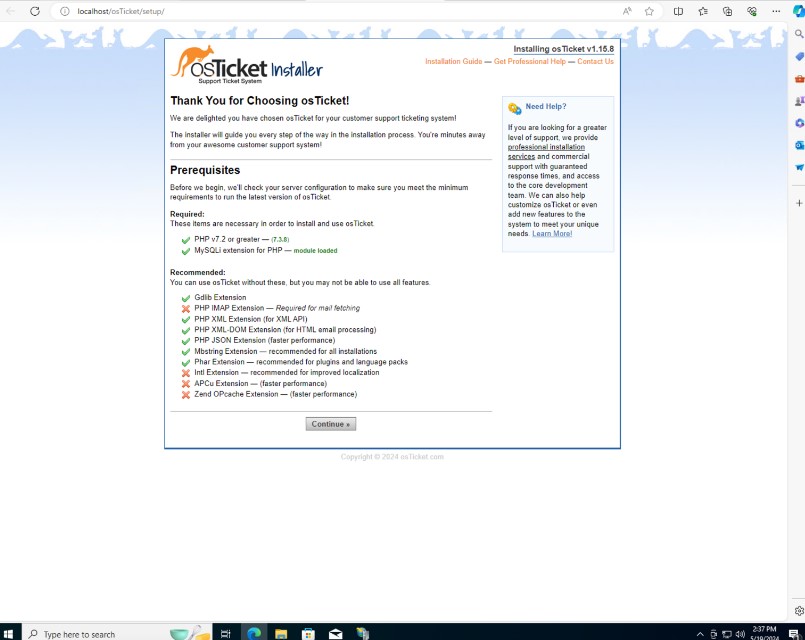 localhost/osTicket/setup/
osTicket Installer
Support Ticket System
Installing osTicket v1.15.8
Installation Guide — Get Professional Help — Contact Us
Thank You for Choosing osTicket!
We are delighted you have chosen osTicket for your customer support ticketing system!
The installer will guide you every step of the way in the installation process. You're minutes away
from your awesome customer support system!
Prerequisites
Before we begin, we'll check your server configuration to make sure you meet the minimum
requirements to run the latest version of osTicket.
Required:
These items are necessary in order to install and use osTicket.
PHP v7.2 or greater — (7.3.8)
MySQLi extension for PHP — module loaded
Recommended:
You can use osTicket without these, but you may not be able to use all features.
Gdlib Extension
PHP IMAP Extension — Required for mail fetching
PHP XML Extension (for XML API)
PHP XML-DOM Extension (for HTML email processing)
PHP JSON Extension (faster performance)
Mbstring Extension — recommended for all installations
Phar Extension — recommended for plugins and language packs
Intl Extension — recommended for improved localization
APCu Extension — (faster performance)
Zend OPcache Extension — (faster performance)
Continue »
Need Help?
If you are looking for a greater
level of support, we provide
professional installation
services and commercial
support with guaranteed
response times, and access
to the core development
team. We can also help
customize osTicket or even
add new features to the
system to meet your unique
needs. Learn More!
Copyright © 2024 osTicket.com
Type here to search
2:37 PM
5/19/2024